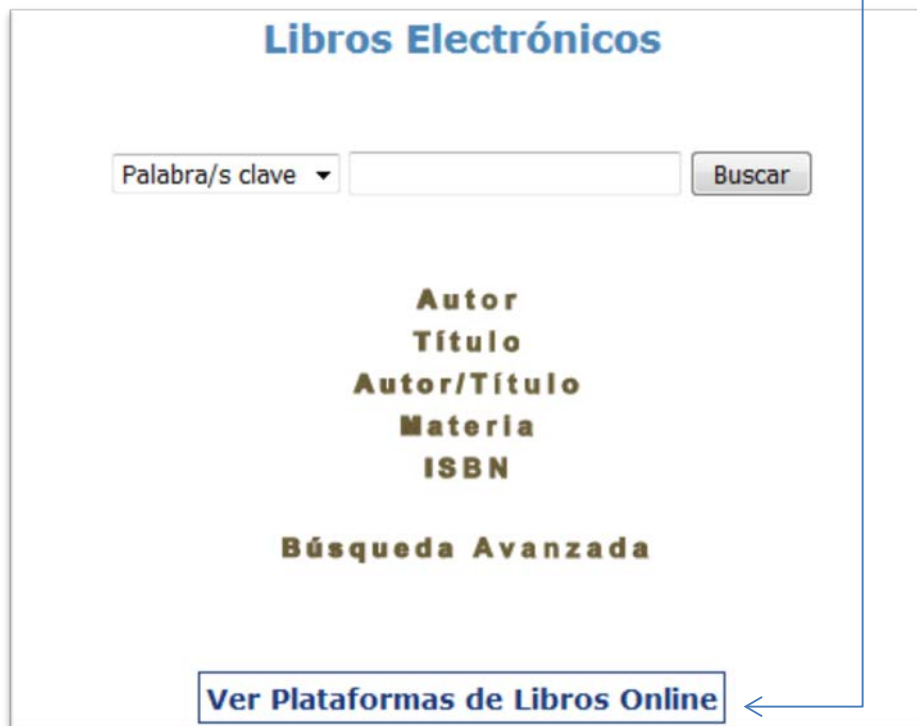 Libros Electrónicos
Palabra/s clave Buscar
Autor
Título
Autor/Título
Materia
ISBN
Búsqueda Avanzada
Ver Plataformas de Libros Online